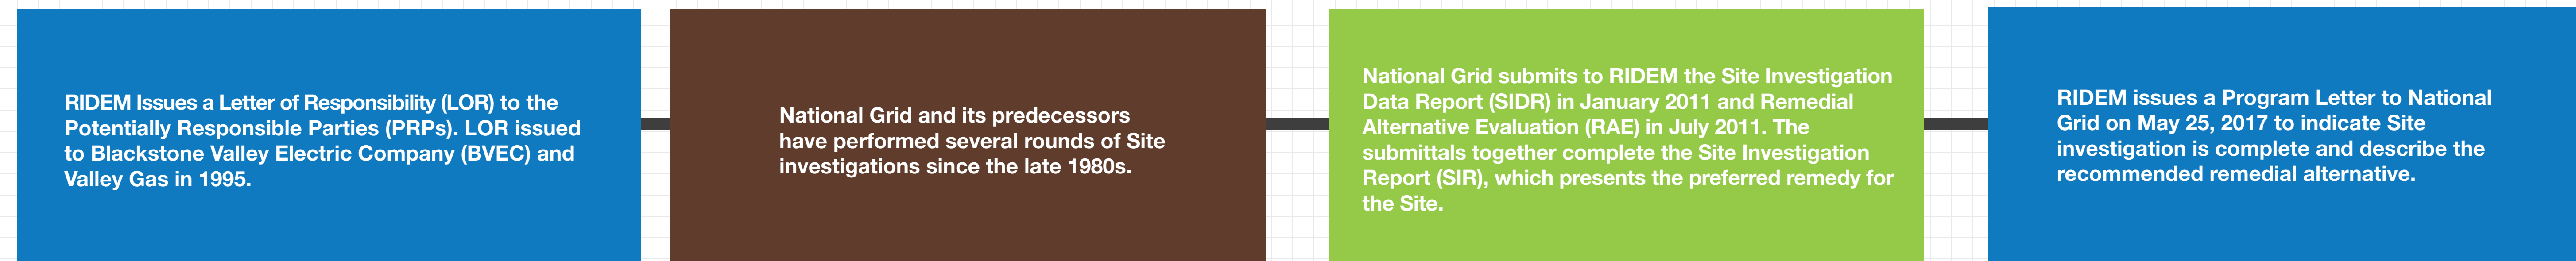 RIDEM Issues a Letter of Responsibility (LOR) to the
Potentially Responsible Parties (PRPs). LOR issued
to Blackstone Valley Electric Company (BVEC) and
Valley Gas in 1995.
National Grid and its predecessors
have performed several rounds of Site
investigations since the late 1980s.
National Grid submits to RIDEM the Site Investigation
Data Report (SIDR) in January 2011 and Remedial
Alternative Evaluation (RAE) in July 2011. The
submittals together complete the Site Investigation
Report (SIR), which presents the preferred remedy for
the Site.
RIDEM issues a Program Letter to National
Grid on May 25, 2017 to indicate Site
investigation is complete and describe the
recommended remedial alternative.